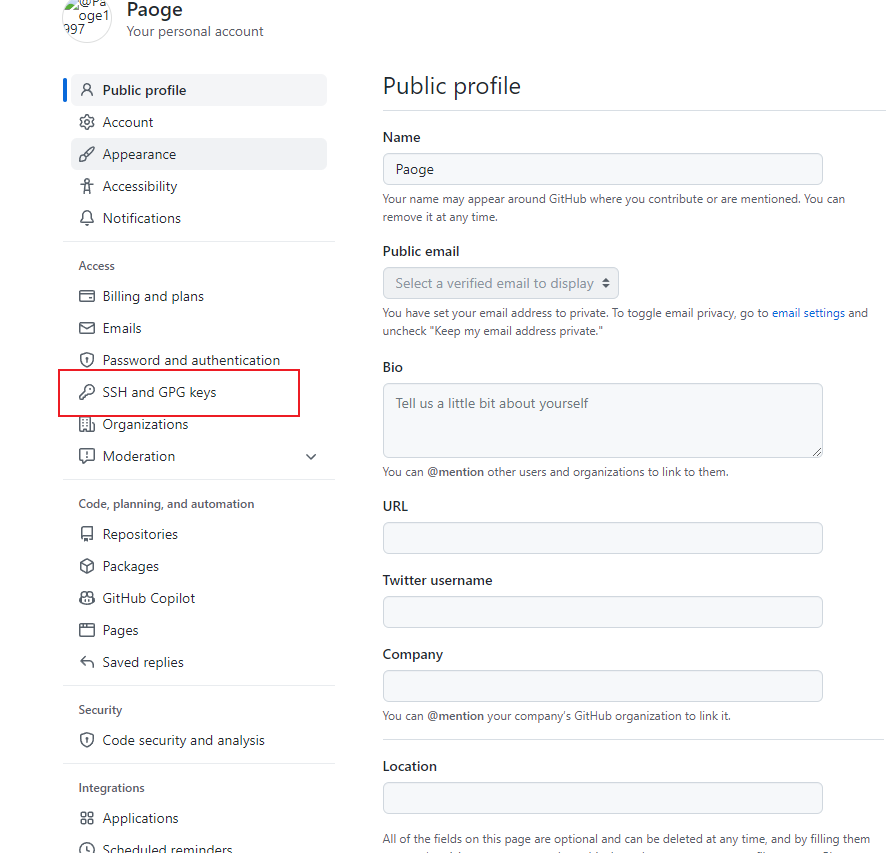 @Pa
oge1
997
Paoge
Your personal account
Public profile
Account
Appearance
Accessibility
Notifications
Access
Billing and plans
Emails
Password and authentication
SSH and GPG keys
Organizations
Moderation
Code, planning, and automation
Repositories
Packages
GitHub Copilot
Pages
Saved replies
Security
Code security and analysis
Integrations
Applications
Scheduled reminders
Public profile
Name
Paoge
Your name may appear around GitHub where you contribute or are mentioned. You can
remove it at any time.
Public email
Select a verified email to display
You have set your email address to private. To toggle email privacy, go to email settings and
uncheck "Keep my email address private."
Bio
Tell us a little bit about yourself
You can @mention other users and organizations to link to them.
URL
Twitter username
Company
You can @mention your company's GitHub organization to link it.
Location
All of the fields on this page are optional and can be deleted at any time, and by filling them